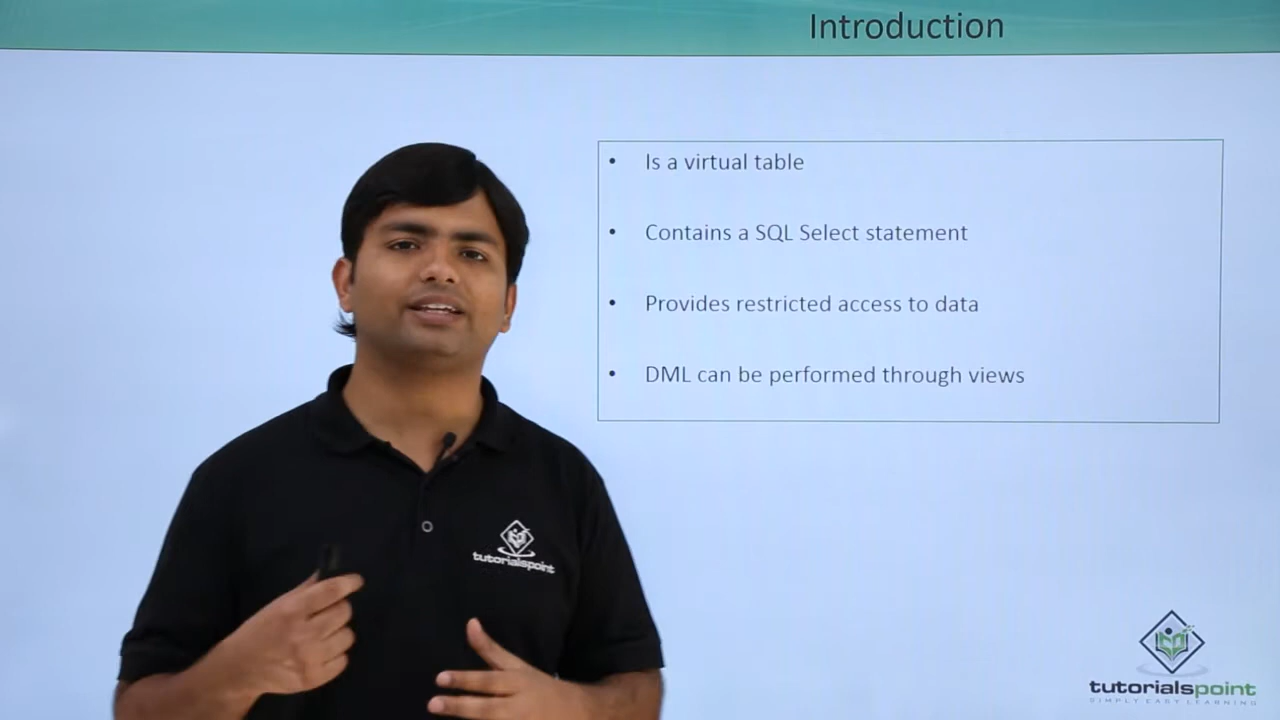 Introduction
• Is a virtual table
• Contains a SQL Select statement
• Provides restricted access to data
• DML can be performed through views
tutorialspoint
tutorialspoint
SIMPLY EASY LEARNING